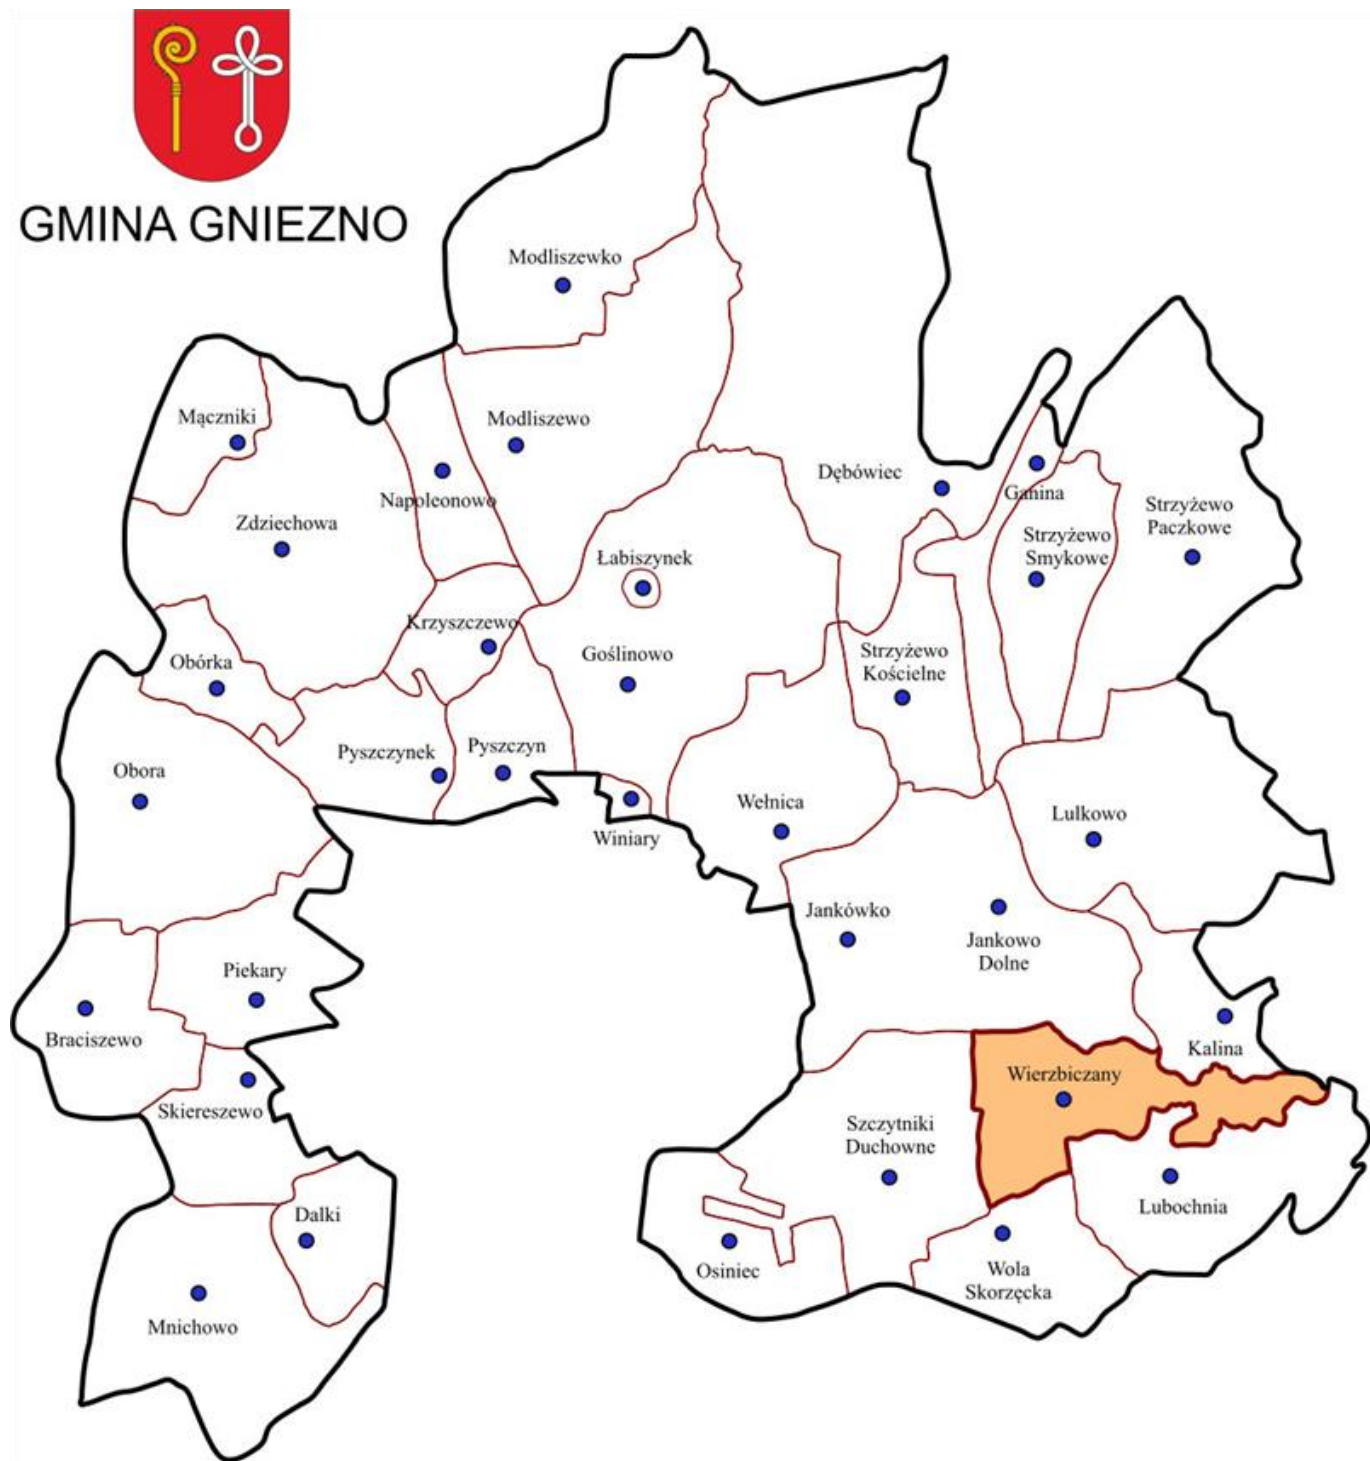 GMINA GNIEZNO
Modliszewko
Mączniki
Modliszewo
Napoleonowo
Dębówiec
Ganina
Strzyżewo
Paczkowe
Zdziechowa
Strzyżewo
Smykowe
Łabiszynek
Krzyszczewo
Goślinowo
Strzyżewo
Kościelne
Obórka
Pyszczynek
Pyszczyn
Obora
Winiary
Wełnica
Lulkowo
Jankówko
Jankowo
Dolne
Piekary
Braciszewo
Kalina
Skiereszewo
Wierzbiczany
Szczytniki
Duchowne
Lubochnia
Dalki
Osiniec
Wola
Skorzęcka
Mnichowo